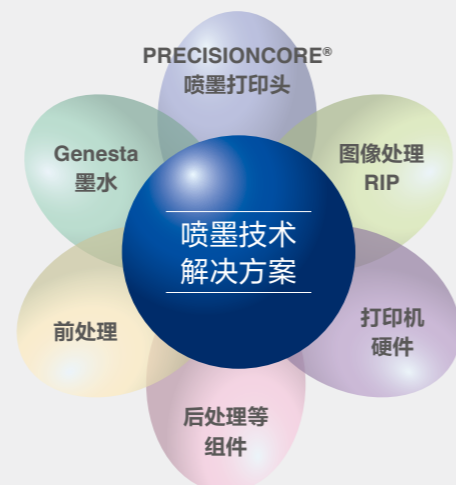 PRECISIONCORE®
喷墨打印头
Genesta
墨水
图像处理
RIP
喷墨技术
解决方案
前处理
打印机
硬件
后处理等
组件